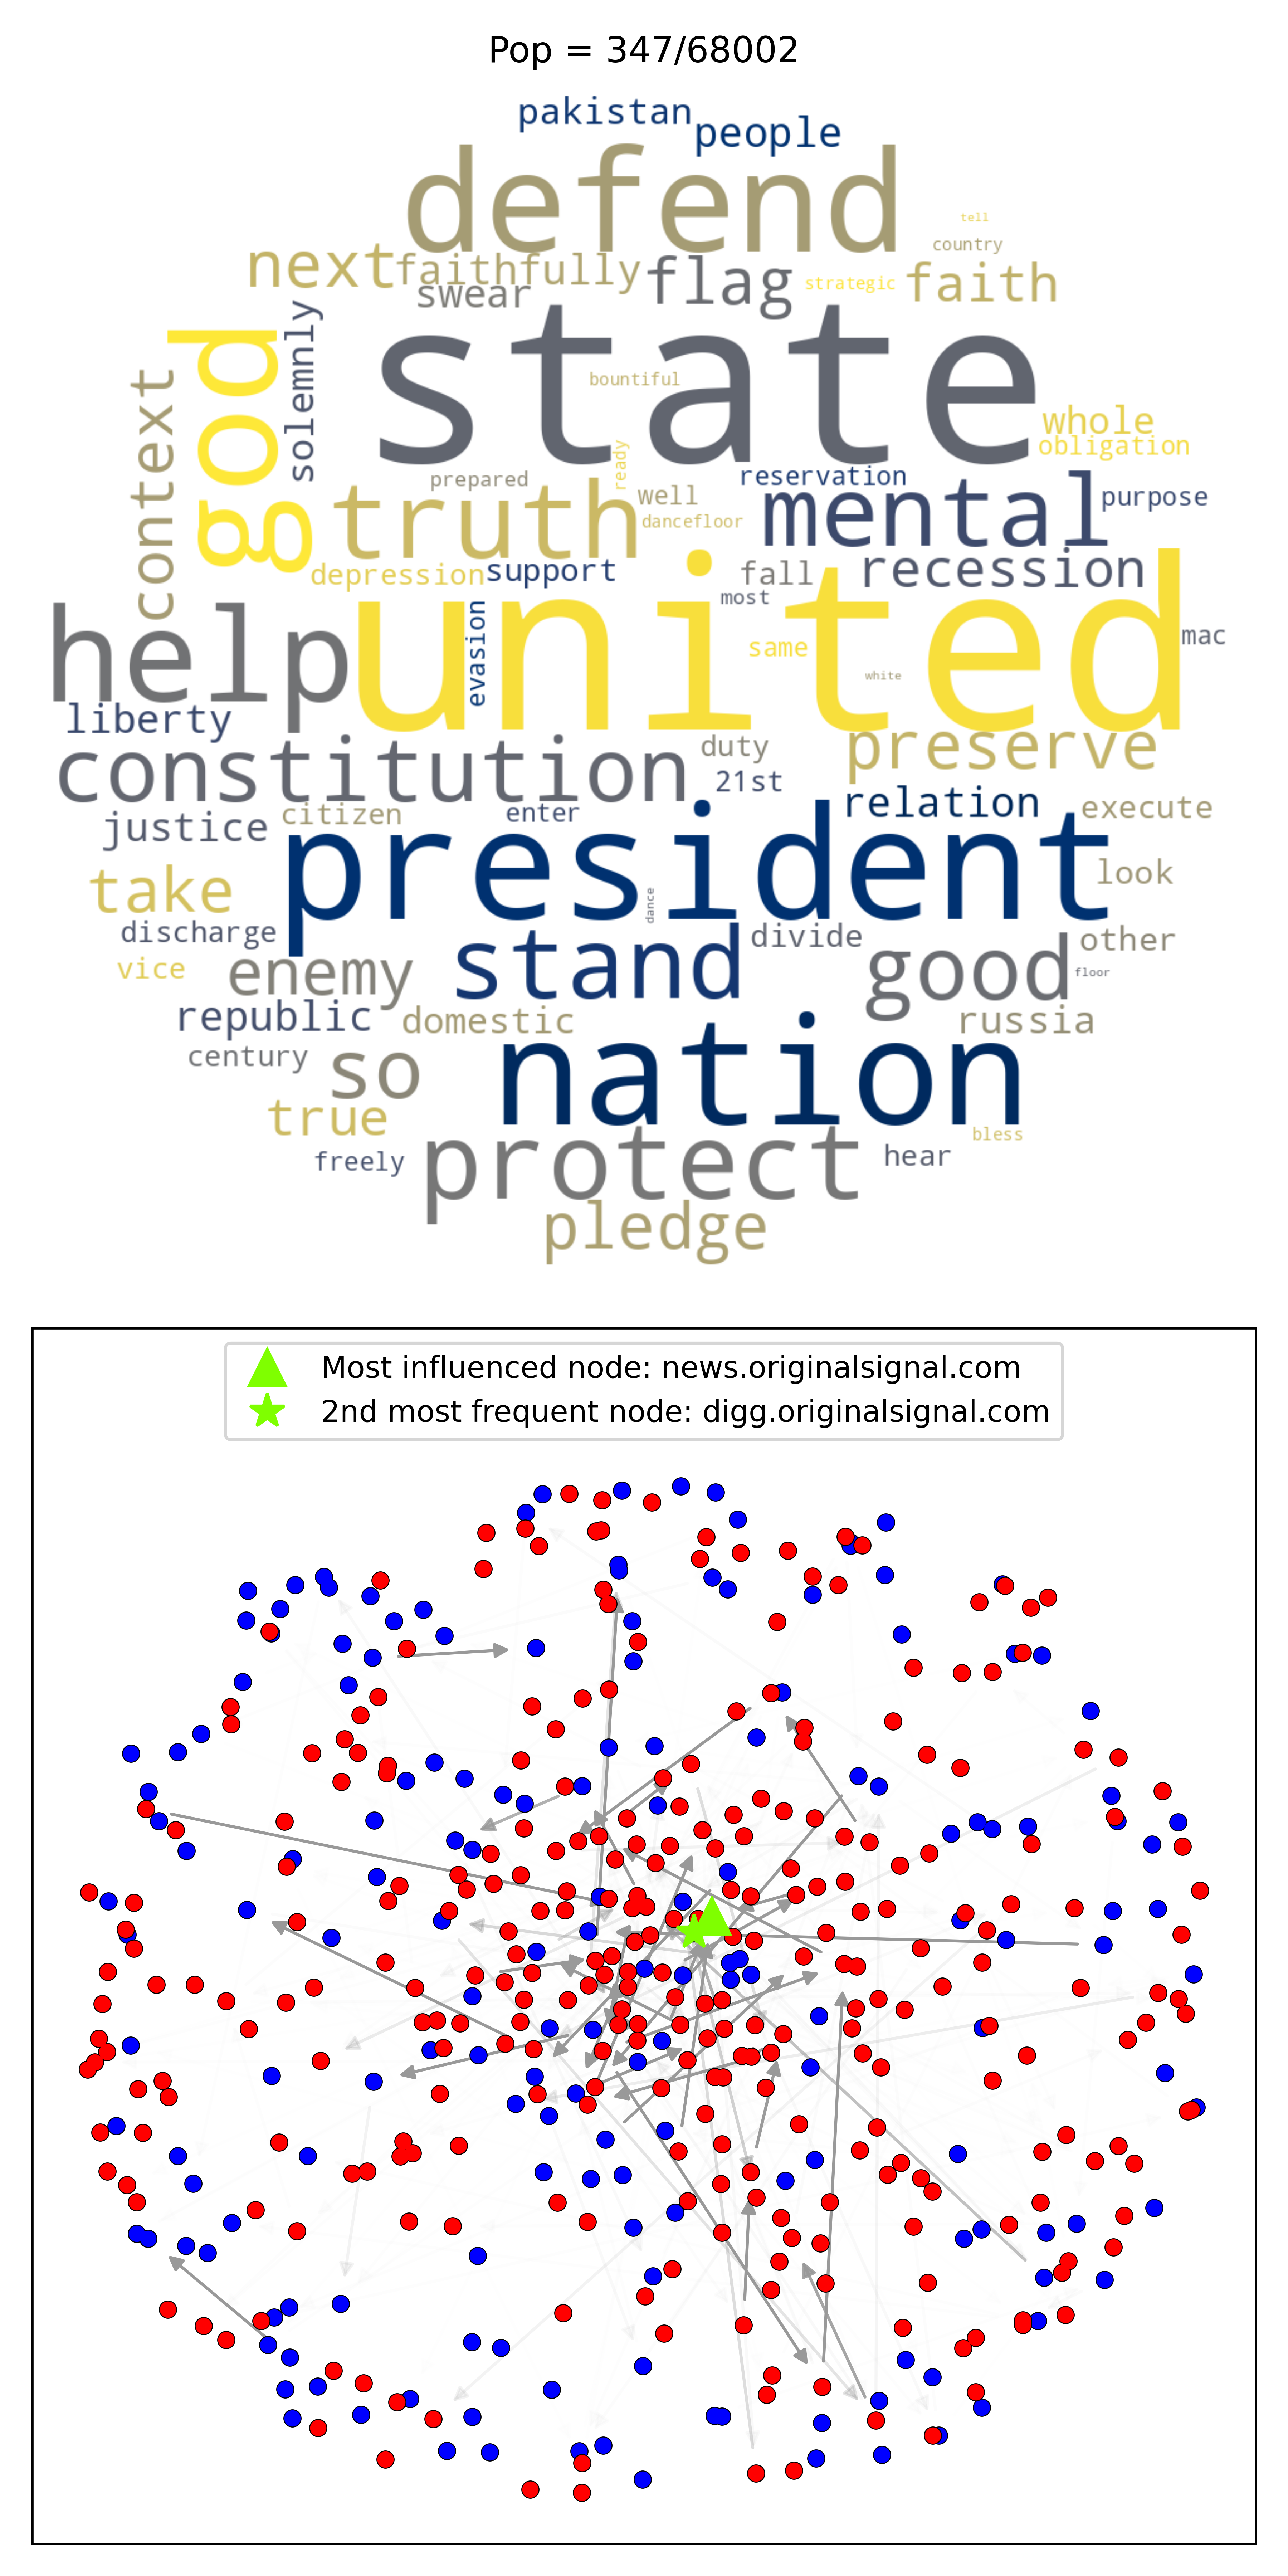 Pop = 347/68002
pakistan
people
defend
tell
country
next
faithfully
swear
flag
strategic
faith
god
solemnly
context
state
bountiful
whole
obligation
prepared
ready
truth
well
dancefloor
reservation
mental
purpose
depression
support
fall
recession
most
help
united
evasion
same
white
mac
liberty
constitution
duty
21st
preserve
justice
citizen
enter
president
relation
execute
take
look
dance
discharge
vice
enemy
stand
divide
good
other
floor
republic
domestic
russia
century
so
nation
true
freely
protect
hear
bless
pledge
Most influenced node: news.originalsignal.com
2nd most frequent node: digg.originalsignal.com